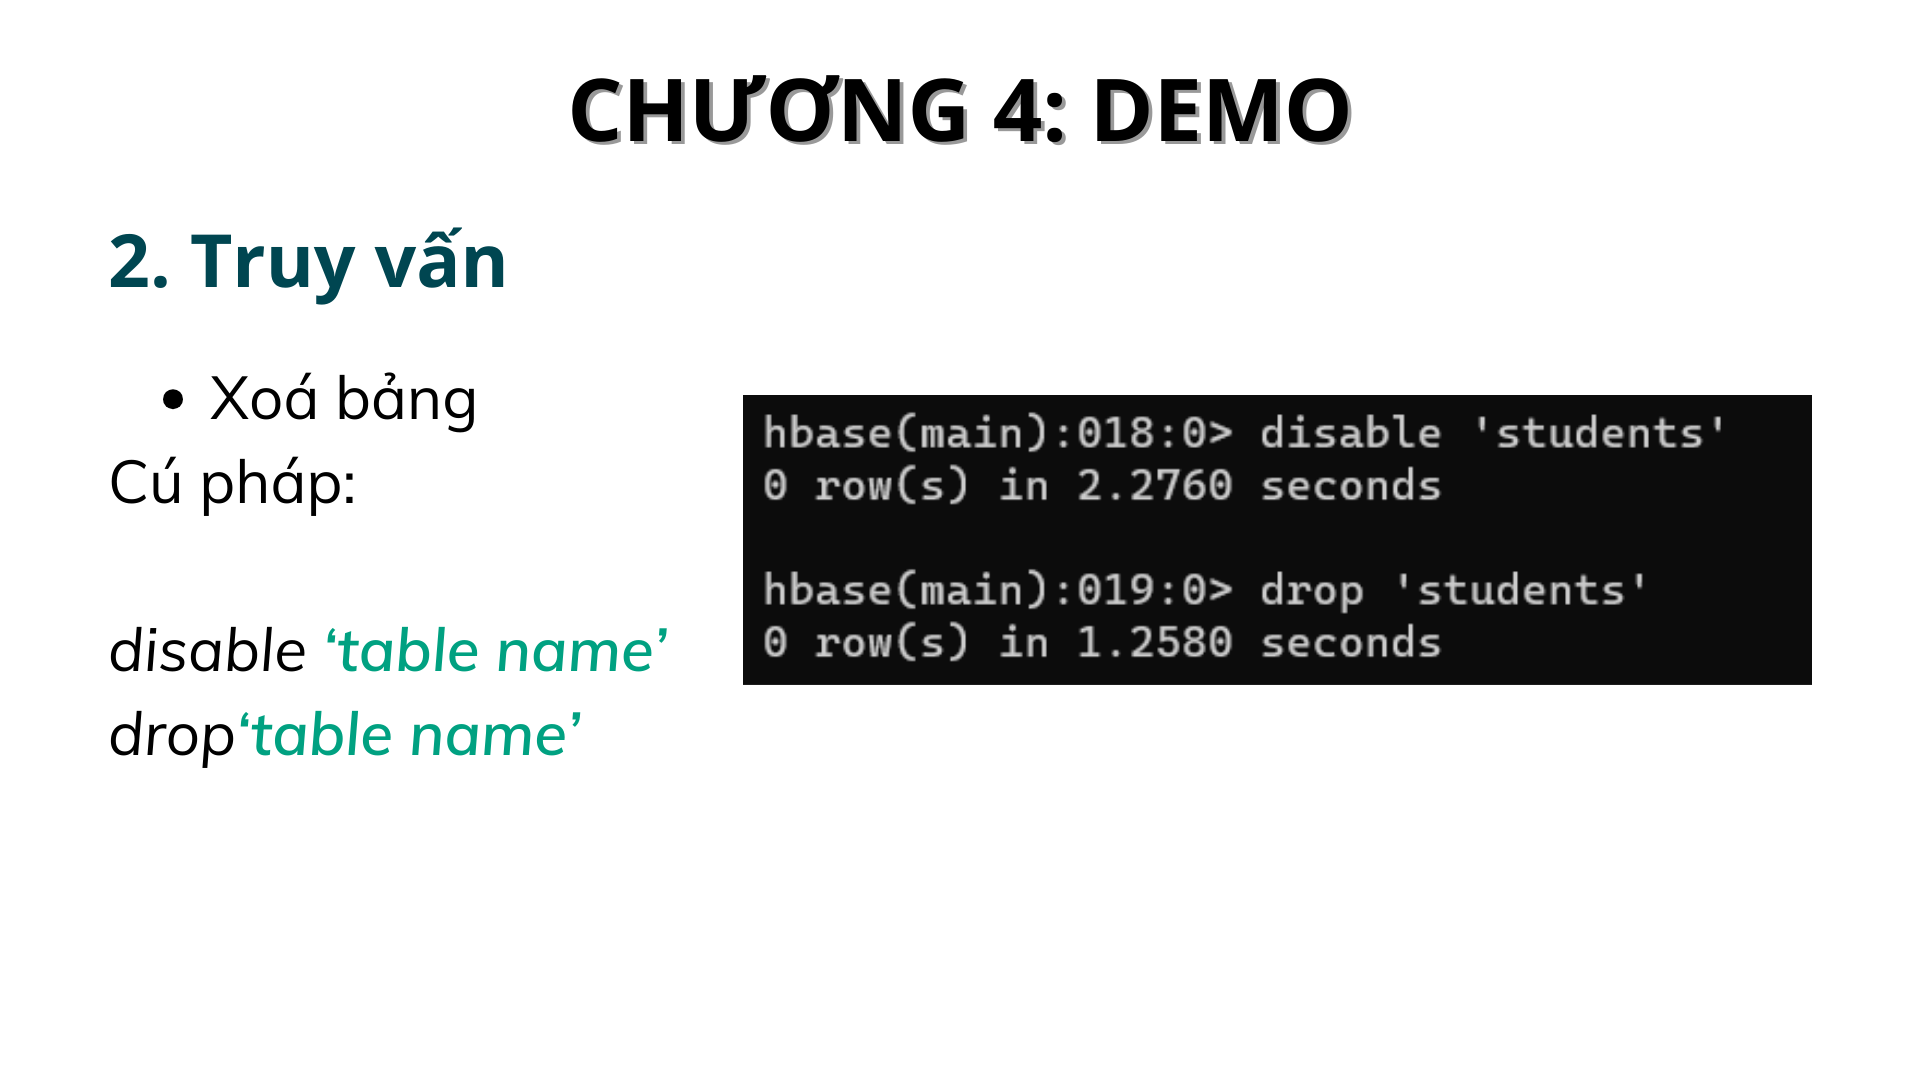 CHƯƠNG 4: DEMO
2. Truy vấn
• Xoá bảng
Cú pháp:
disable ‘table name’
drop‘table name’
hbase(main):018:0> disable 'students'
0 row(s) in 2.2760 seconds
hbase(main):019:0> drop 'students'
0 row(s) in 1.2580 seconds